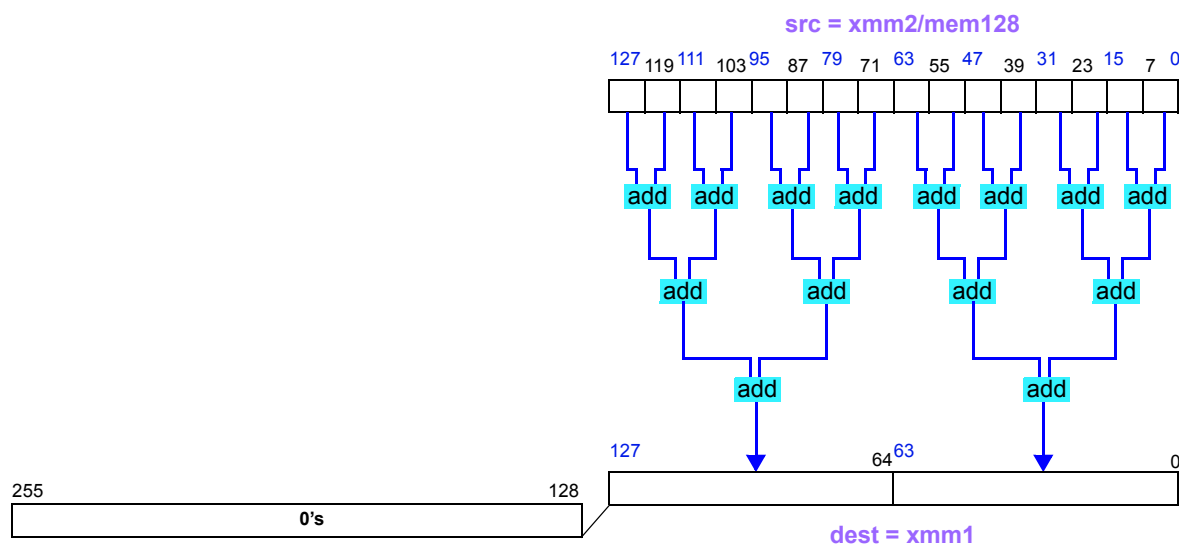 src = xmm2/mem128
127 119 111 103 95 87 79 71 63 55 47 39 31 23 15 7 0
add add add add add add add add
add add add add
add add
127 64 63 0
255 128
0's
dest = xmm1